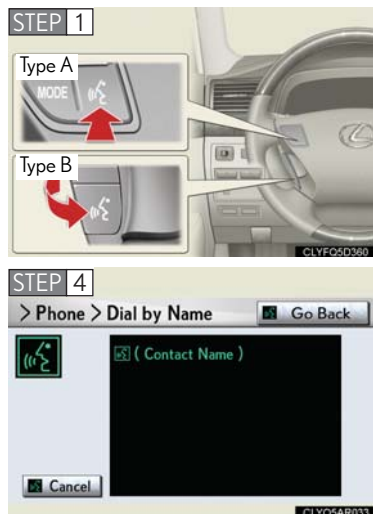 STEP 1
Type A
MODE
Type B
CLYFQ5D360
STEP 4
> Phone > Dial by Name Go Back
( Contact Name )
Cancel
CLYQ5AR033